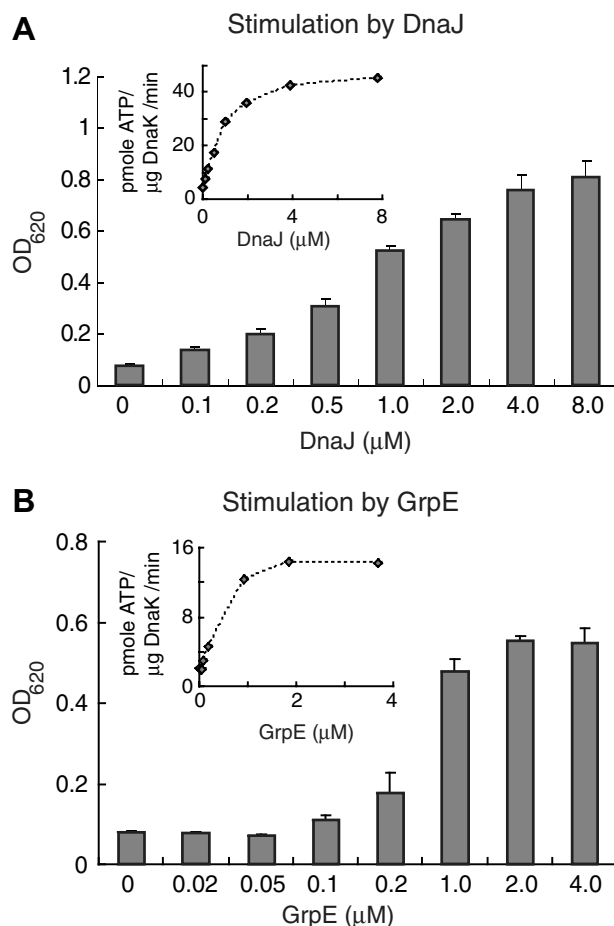 A
Stimulation by DnaJ
OD620
1.2
1
0.8
0.6
0.4
0.2
0
pmole ATP/
µg DnaK /min
40
20
0
0 4 8
DnaJ (µM)
0 0.1 0.2 0.5 1.0 2.0 4.0 8.0
DnaJ (µM)
B
Stimulation by GrpE
OD620
0.8
0.6
0.4
0.2
0
pmole ATP/
µg DnaK /min
16
8
0
0 2 4
GrpE (µM)
0 0.02 0.05 0.1 0.2 1.0 2.0 4.0
GrpE (µM)